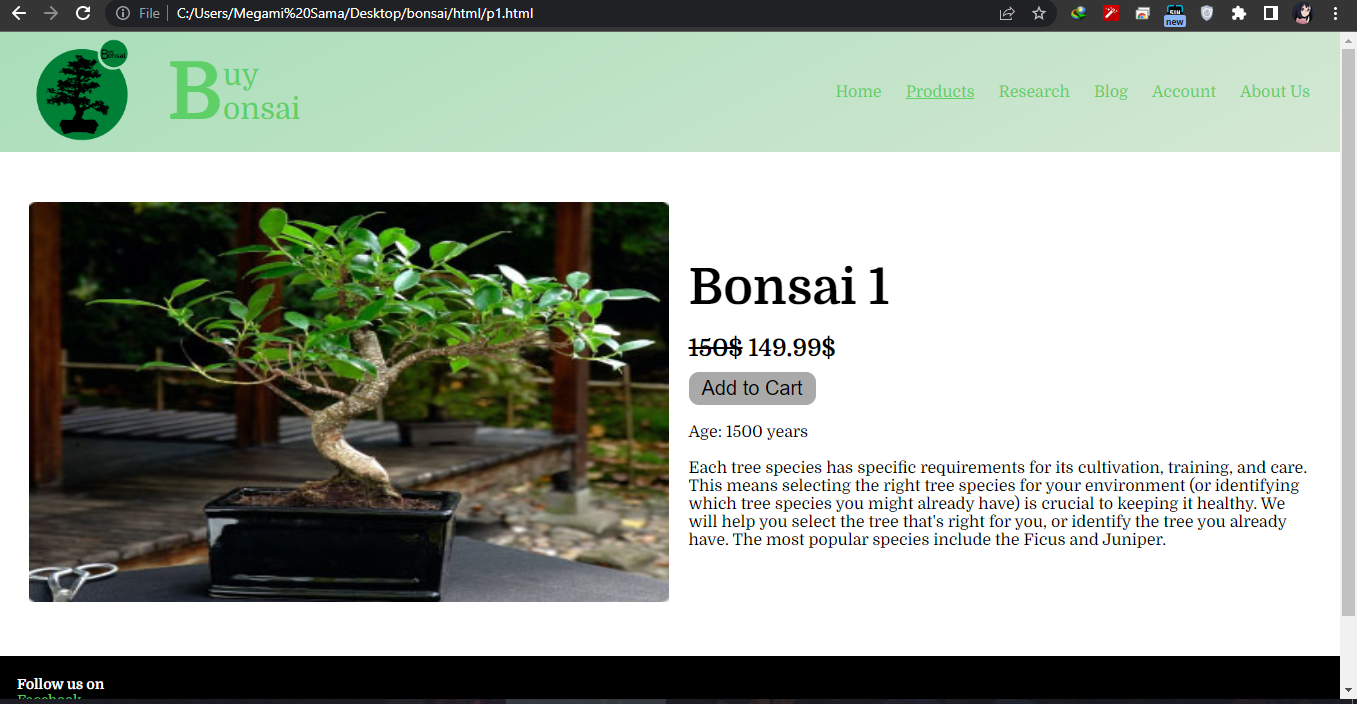 File
C:/Users/Megami%20Sama/Desktop/bonsai/html/p1.html
new
Buy
Bonsai
Buy
Bonsai
Home Products Research Blog Account About Us
Bonsai 1
150$ 149.99$
Add to Cart
Age: 1500 years
Each tree species has specific requirements for its cultivation, training, and care.
This means selecting the right tree species for your environment (or identifying
which tree species you might already have) is crucial to keeping it healthy. We
will help you select the tree that's right for you, or identify the tree you already
have. The most popular species include the Ficus and Juniper.
Follow us on
Facebook